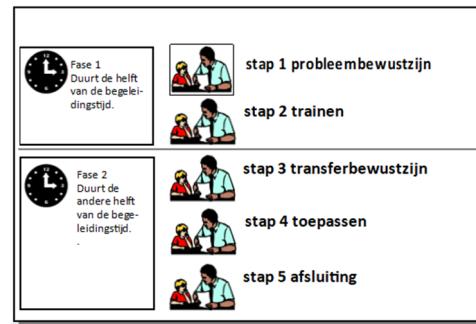 Fase 1
Duurt de helft
van de begelei-
dingstijd.
stap 1 probleembewustzijn
stap 2 trainen
Fase 2
Duurt de
andere helft
van de bege-
leidingstijd.
.
stap 3 transferbewustzijn
stap 4 toepassen
stap 5 afsluiting